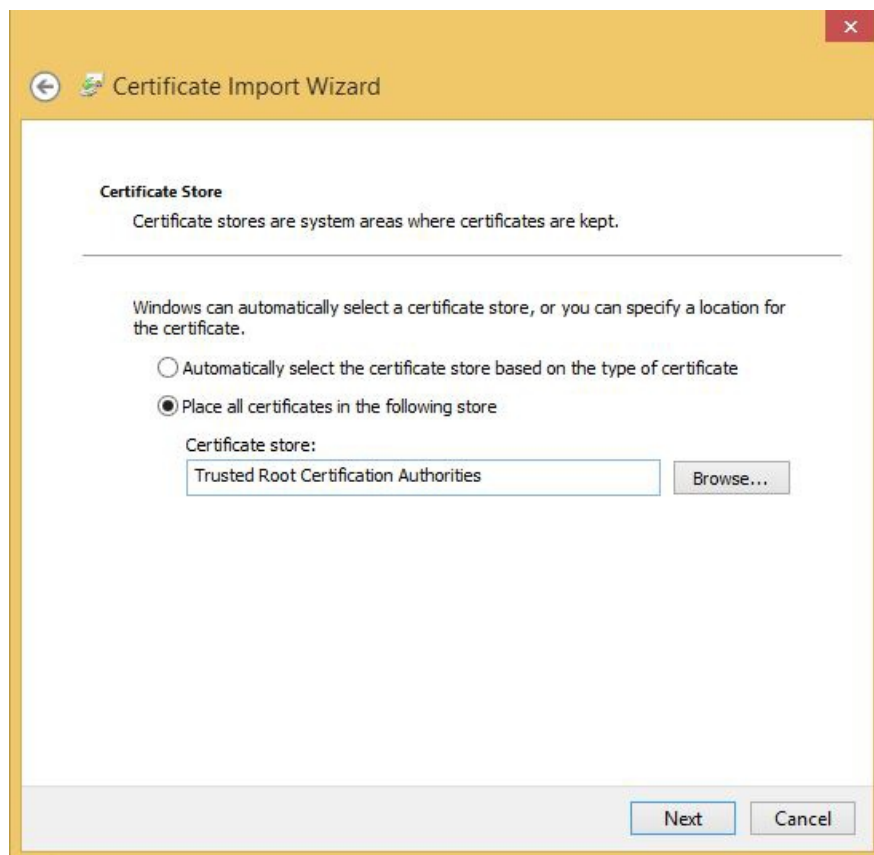 Certificate Import Wizard
Certificate Store
Certificate stores are system areas where certificates are kept.
Windows can automatically select a certificate store, or you can specify a location for
the certificate.
Automatically select the certificate store based on the type of certificate
Place all certificates in the following store
Certificate store:
Trusted Root Certification Authorities
Browse...
Next
Cancel